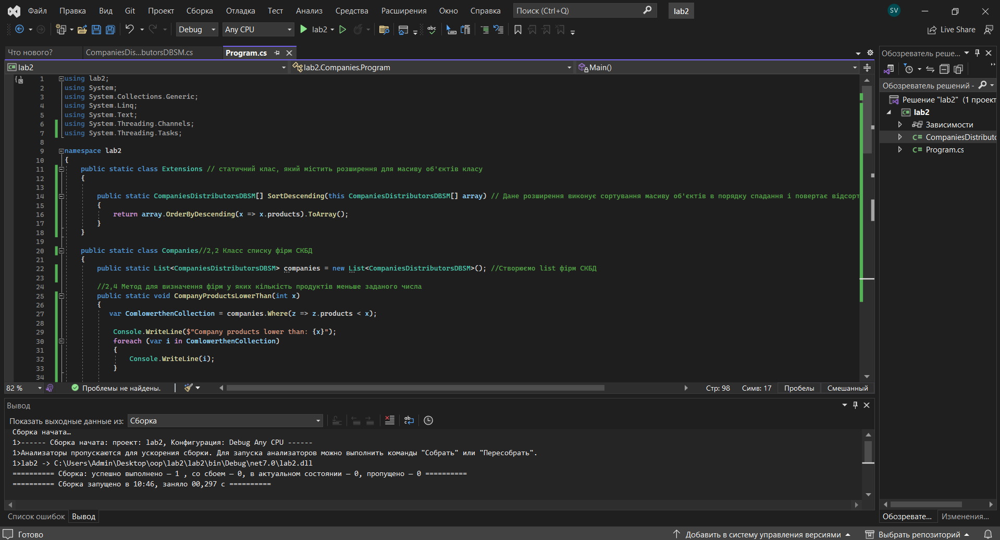 Файл Правка Вид Git Проект Сборка Отладка Тест Анализ Средства Расширения Окно Справка Поиск (Ctrl+Q) lab2 SV
Debug Any CPU lab2 Live Share
Что нового? CompaniesDis...butorsDBSM.cs Program.cs
lab2 lab2.Companies.Program Main()
1 using lab2;
2 using System;
3 using System.Collections.Generic;
4 using System.Linq;
5 using System.Text;
6 using System.Threading.Channels;
7 using System.Threading.Tasks;
8
9 namespace lab2
10 {
11 public static class Extensions // статичний клас, який містить розширення для масиву об'єктів класу
12 {
13
14 public static CompaniesDistributorsDBSM[] SortDescending(this CompaniesDistributorsDBSM[] array) // Дане розширення виконує сортування масиву об'єктів в порядку спадання і повертає відсорт
15 {
16 return array.OrderByDescending(x => x.products).ToArray();
17 }
18 }
19
20 public static class Companies//2,2 Класс списку фірм СКБД
21 {
22 public static List<CompaniesDistributorsDBSM> companies = new List<CompaniesDistributorsDBSM>(); //Створюємо list фірм СКБД
23
24 //2,4 Метод для визначення фірм у яких кількість продуктів меньше заданого числа
25 public static void CompanyProductsLowerThan(int x)
26 {
27 var ComlowerthenCollection = companies.Where(z => z.products < x);
28
29 Console.WriteLine($"Company products lower than: {x}");
30 foreach (var i in ComlowerthenCollection)
31 {
32 Console.WriteLine(i);
33 }
34
82 % Проблемы не найдены. Стр: 98 Симв: 17 Пробелы Смешанный
Вывод
Показать выходные данные из: Сборка
Сборка начата…
1>------ Сборка начата: проект: lab2, Конфигурация: Debug Any CPU ------
1>Анализаторы пропускаются для ускорения сборки. Для запуска анализаторов можно выполнить команды "Собрать" или "Пересобрать".
1>lab2 -> C:\Users\Admin\Desktop\oop\lab2\lab2\bin\Debug\net7.0\lab2.dll
========== Сборка: успешно выполнено — 1 , со сбоем — 0, в актуальном состоянии — 0, пропущено — 0 ==========
========== Сборка запущено в 10:46, заняло 00,297 с ==========
Список ошибок Вывод
Обозреватель реше...
Обозреватель решений -
Решение "lab2" (1 проект
lab2
Зависимости
C# CompaniesDistributo
C# Program.cs
Обозревате... Изменения...
Готово Добавить в систему управления версиями Выбрать репозиторий